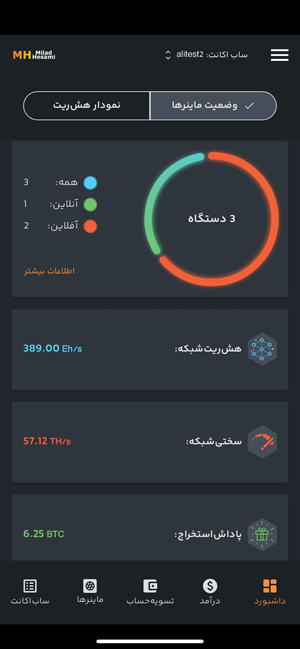 MH Milad Hesami
ساب اکانت: alitest2
وضعیت ماینرها
نمودار هش‌ریت
همه: 3
آنلاین: 1
آفلاین: 2
3 دستگاه
اطلاعات بیشتر
هش‌ریت‌شبکه: 389.00 Eh/s
سختی‌شبکه: 57.12 TH/s
پاداش‌استخراج: 6.25 BTC
داشبورد
درآمد
تسویه‌حساب
ماینرها
ساب‌اکانت